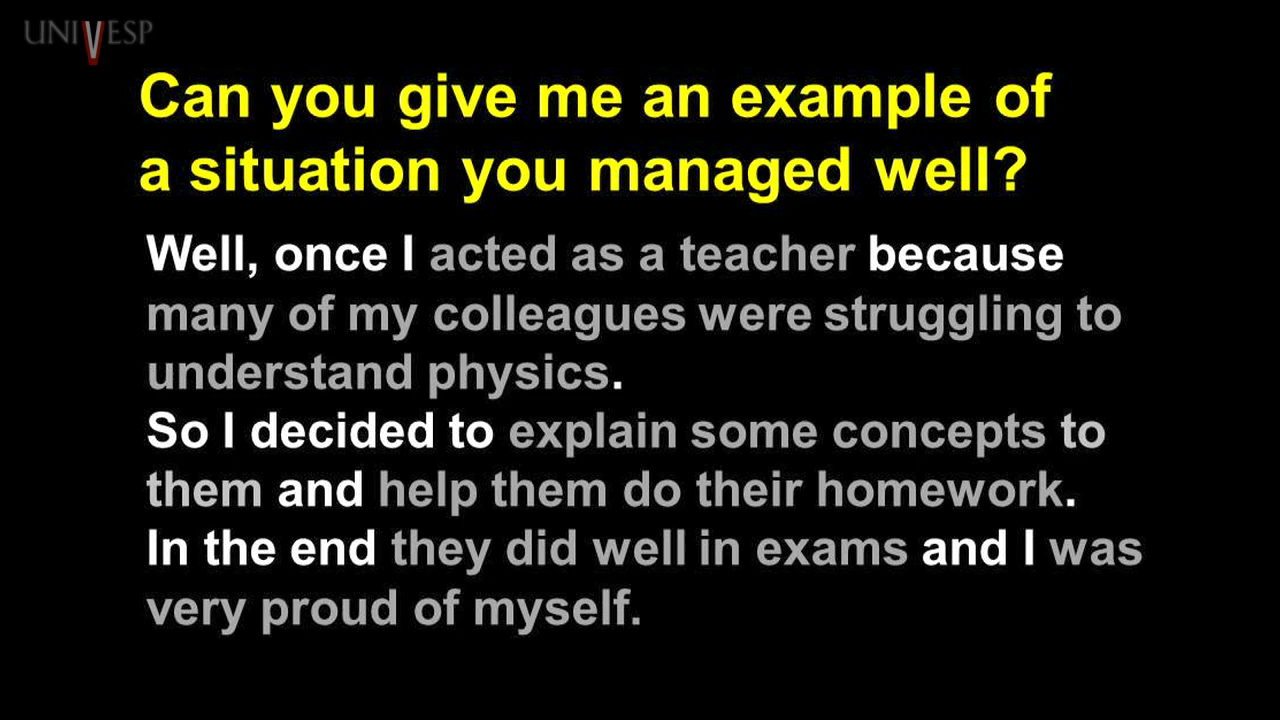 UNIVESP
Can you give me an example of
a situation you managed well?
Well, once I acted as a teacher because
many of my colleagues were struggling to
understand physics.
So I decided to explain some concepts to
them and help them do their homework.
In the end they did well in exams and I was
very proud of myself.